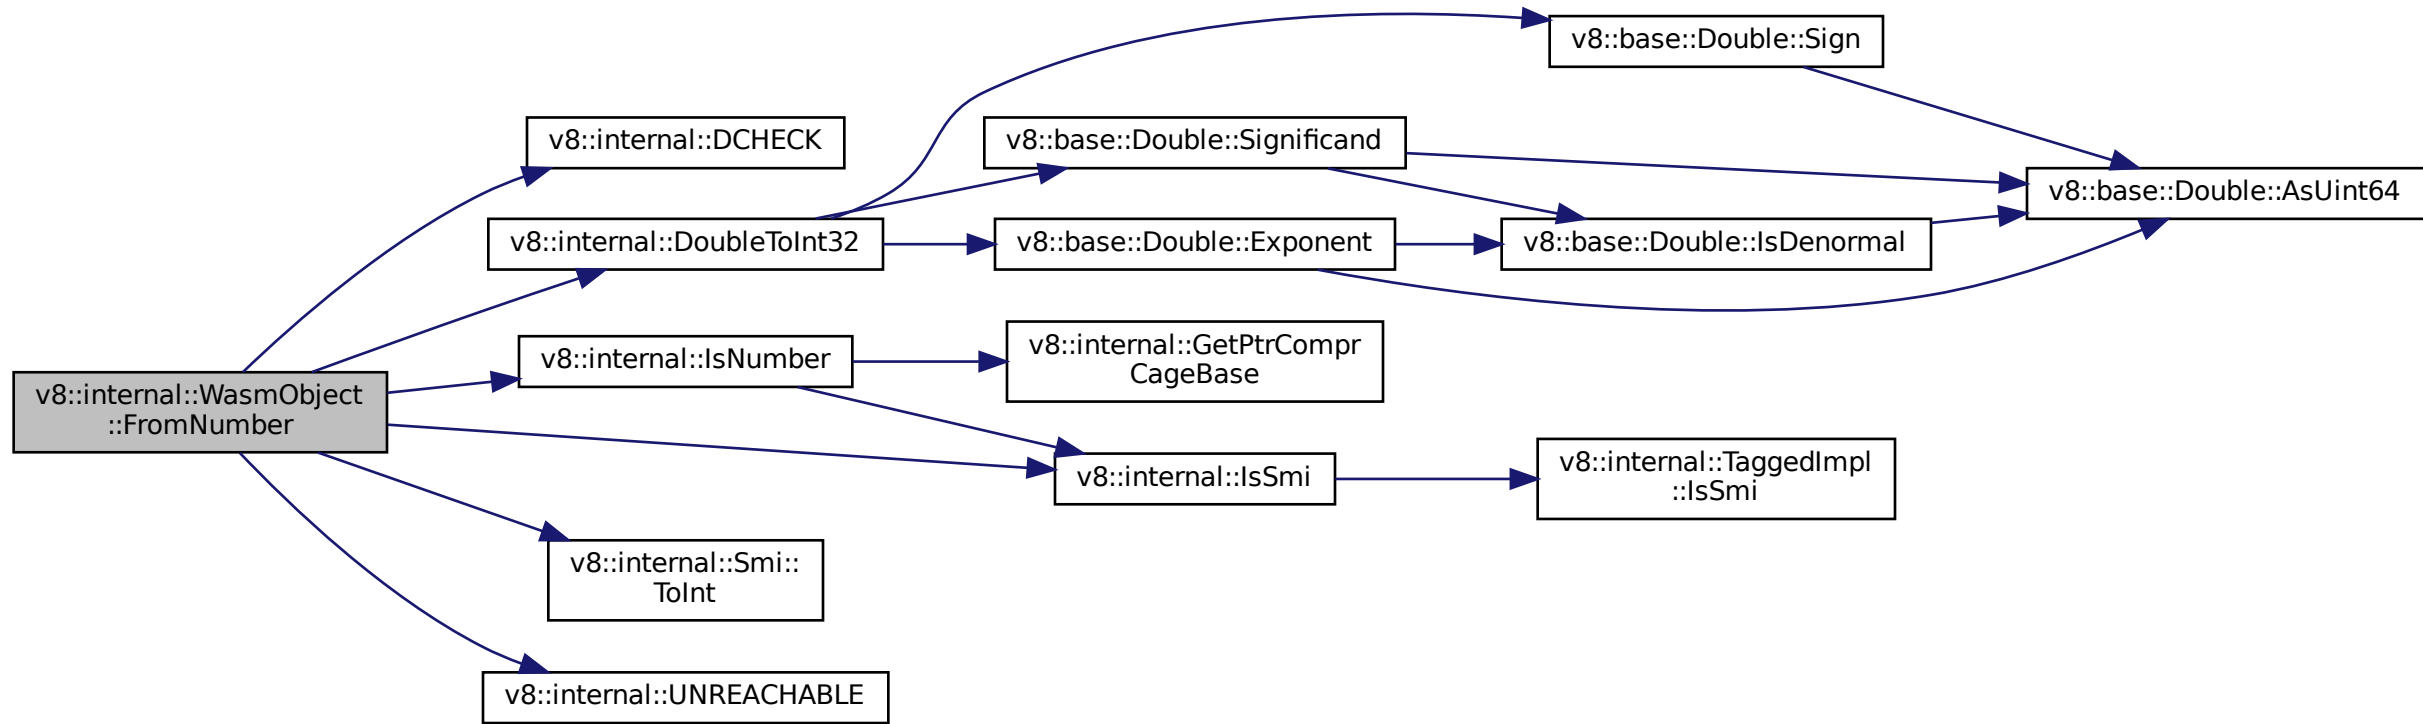 v8::base::Double::Sign
v8::internal::DCHECK
v8::base::Double::Significand
v8::base::Double::AsUint64
v8::internal::DoubleToInt32
v8::base::Double::Exponent
v8::base::Double::IsDenormal
v8::internal::IsNumber
v8::internal::GetPtrCompr
CageBase
v8::internal::WasmObject
::FromNumber
v8::internal::IsSmi
v8::internal::TaggedImpl
::IsSmi
v8::internal::Smi::
ToInt
v8::internal::UNREACHABLE